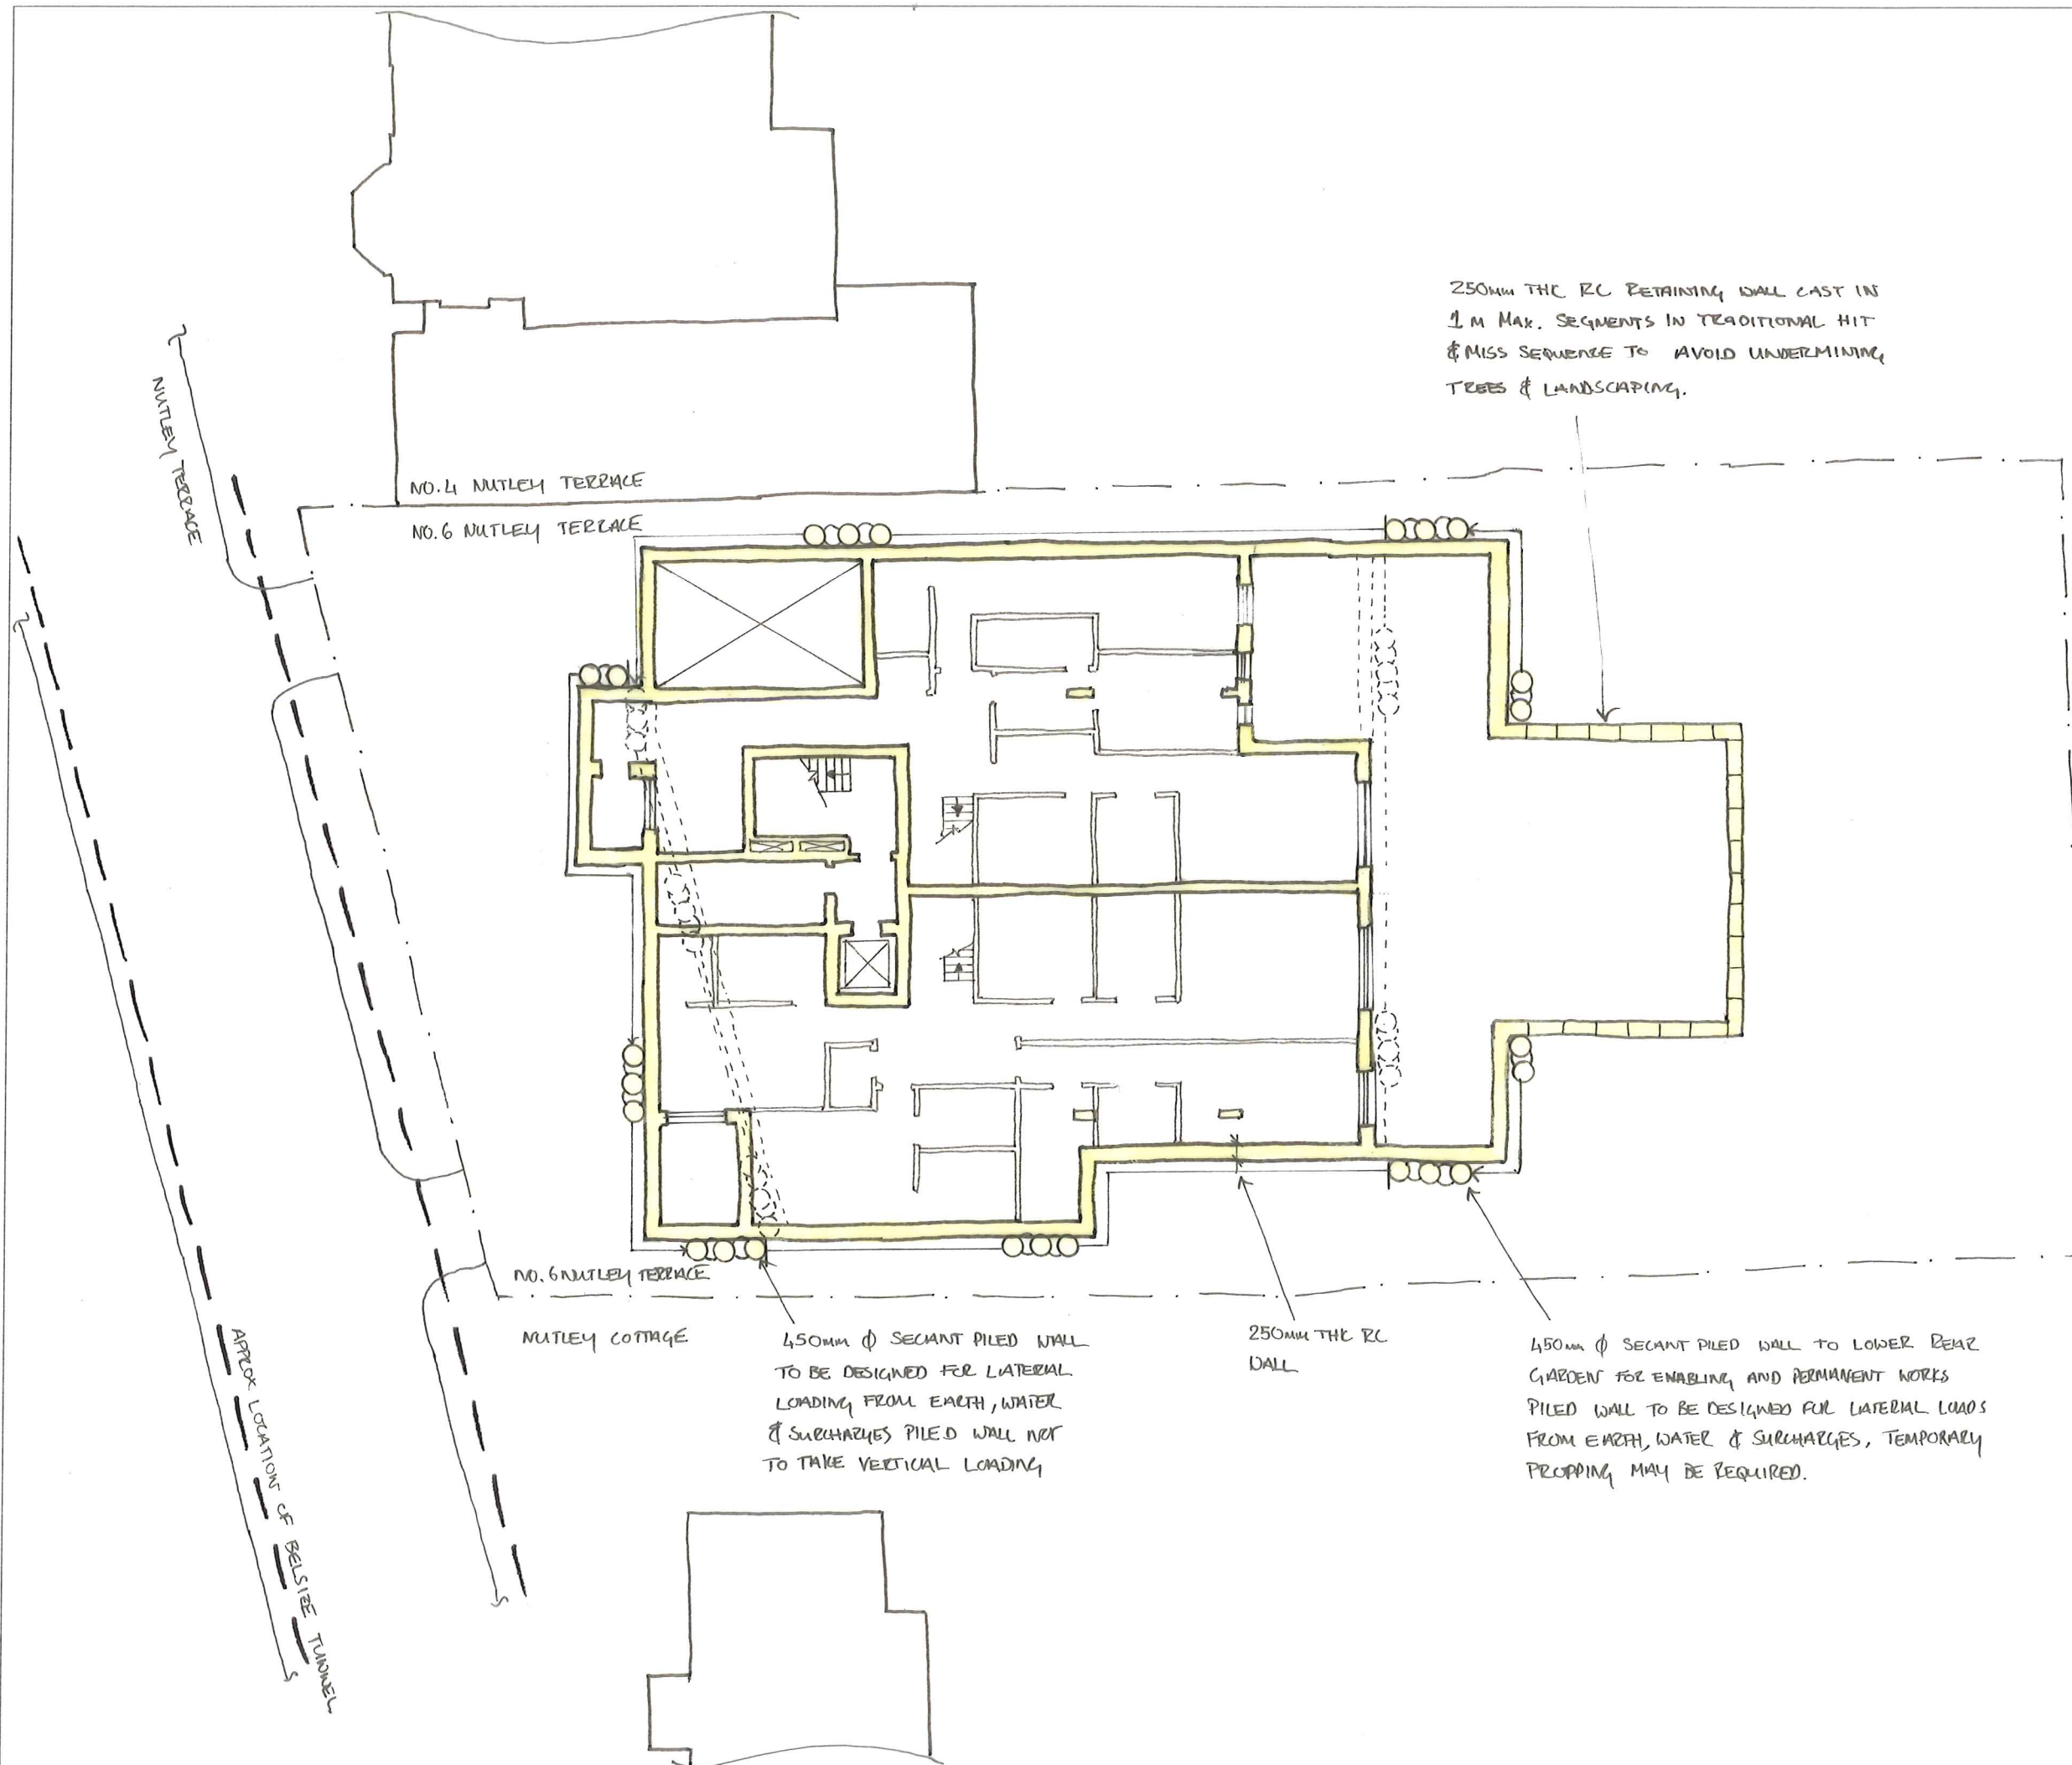 250mm THK RC RETAINING WALL CAST IN
1 M MAX. SEGMENTS IN TRADITIONAL HIT
& MISS SEQUENCE TO AVOID UNDERMINING
TREES & LANDSCAPING.
NUTLEY TERRACE
NO.4 NUTLEY TERRACE
NO.6 NUTLEY TERRACE
NO.6 NUTLEY TERRACE
NUTLEY COTTAGE
450mm ϕ SECANT PILED WALL
TO BE DESIGNED FOR LATERIAL
LOADING FROM EARTH, WATER
& SURCHARGES PILED WALL NOT
TO TAKE VERTICAL LOADING
250mm THK RC
WALL
450mm ϕ SECANT PILED WALL TO LOWER REAR
GARDEN FOR ENABLING AND PERMANENT WORKS
PILED WALL TO BE DESIGNED FOR LATERIAL LOADS
FROM EARTH, WATER & SURCHARGES, TEMPORARY
PROPPING MAY BE REQUIRED.
APPROX LOCATION OF BELSIZE TUNNEL